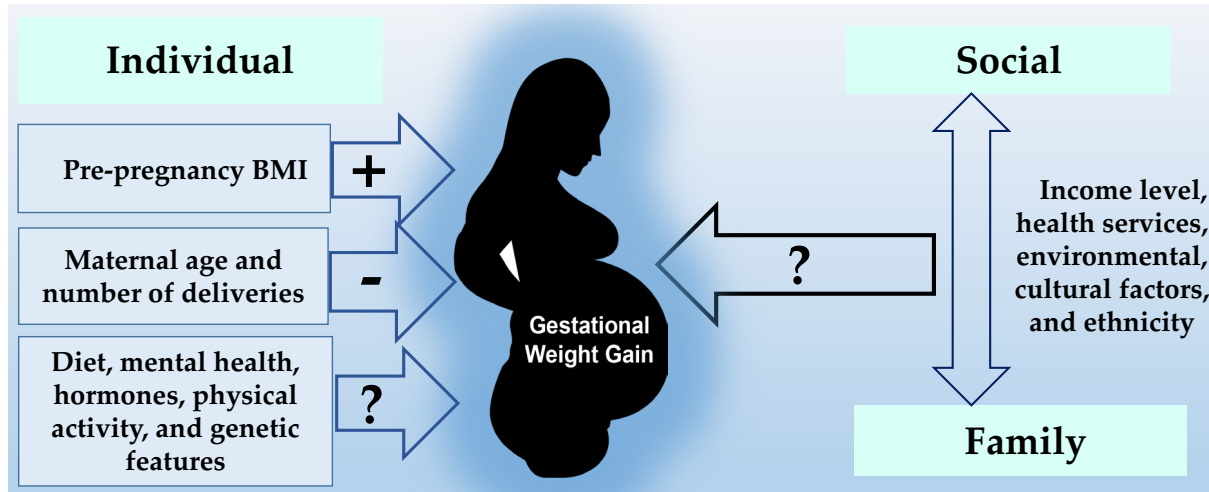 Individual
Pre-pregnancy BMI
+
Maternal age and
number of deliveries
-
Diet, mental health,
hormones, physical
activity, and genetic
features
?
Gestational
Weight Gain
?
Social
Income level,
health services,
environmental,
cultural factors,
and ethnicity
Family